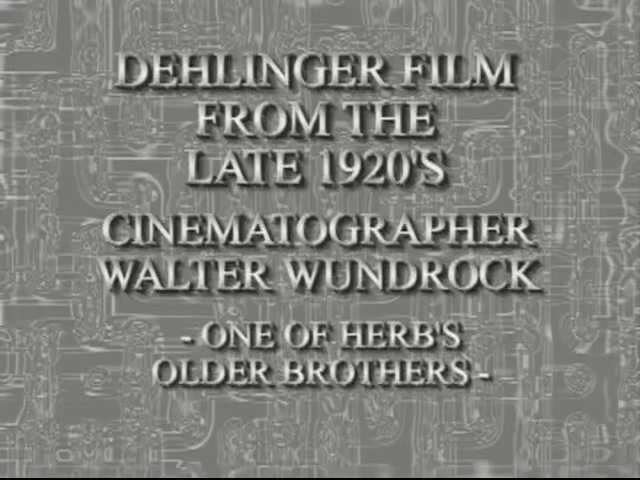 DEHLINGER FILM
FROM THE
LATE 1920'S
CINEMATOGRAPHER
WALTER WUNDROCK
- ONE OF HERB'S
OLDER BROTHERS -